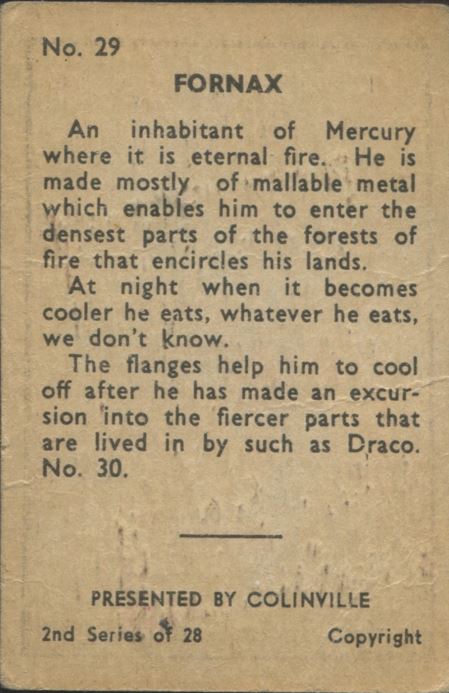 No. 29
FORNAX
An inhabitant of Mercury
where it is eternal fire. He is
made mostly of mallable metal
which enables him to enter the
densest parts of the forests of
fire that encircles his lands.
At night when it becomes
cooler he eats, whatever he eats,
we don't know.
The flanges help him to cool
off after he has made an excur-
sion into the fiercer parts that
are lived in by such as Draco.
No. 30.
PRESENTED BY COLINVILLE
2nd Series of 28 Copyright